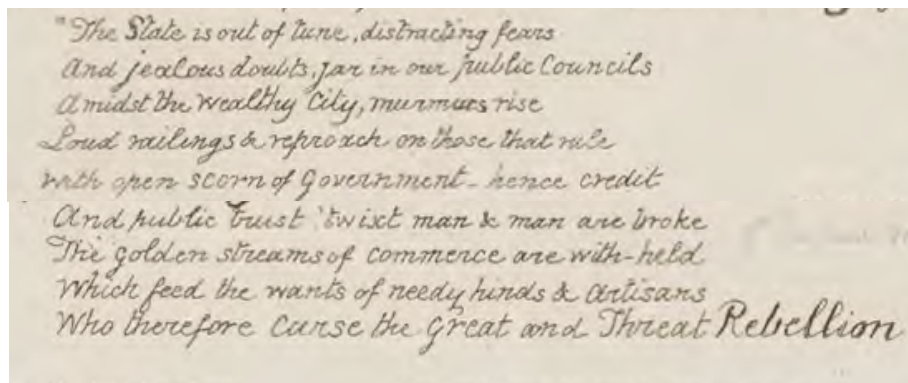 "The State is out of tune, distracting fears
And jealous doubts, jar in our public Councils
Amidst the wealthy City, murmurs rise
Loud railings & reproach on those that rule
with open scorn of Government - hence credit
And public trust 'twixt man & man are broke
The golden streams of commerce are with-held
Which feed the wants of needy hinds & artisans
Who therefore Curse the Great and Threat Rebellion